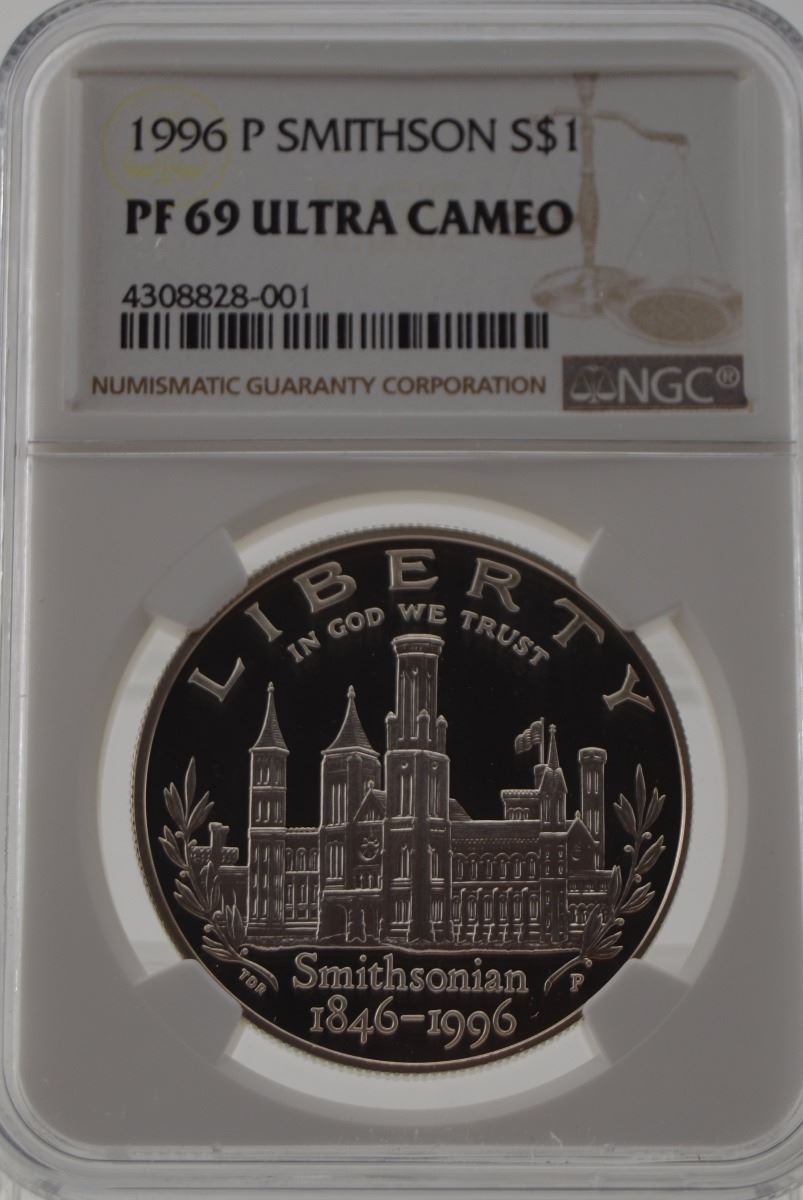 1996 P SMITHSON S$1
PF 69 ULTRA CAMEO
4308828-001
NUMISMATIC GUARANTY CORPORATION
NGC®
LIBERTY
IN GOD WE TRUST
TDR
P
Smithsonian
1846-1996